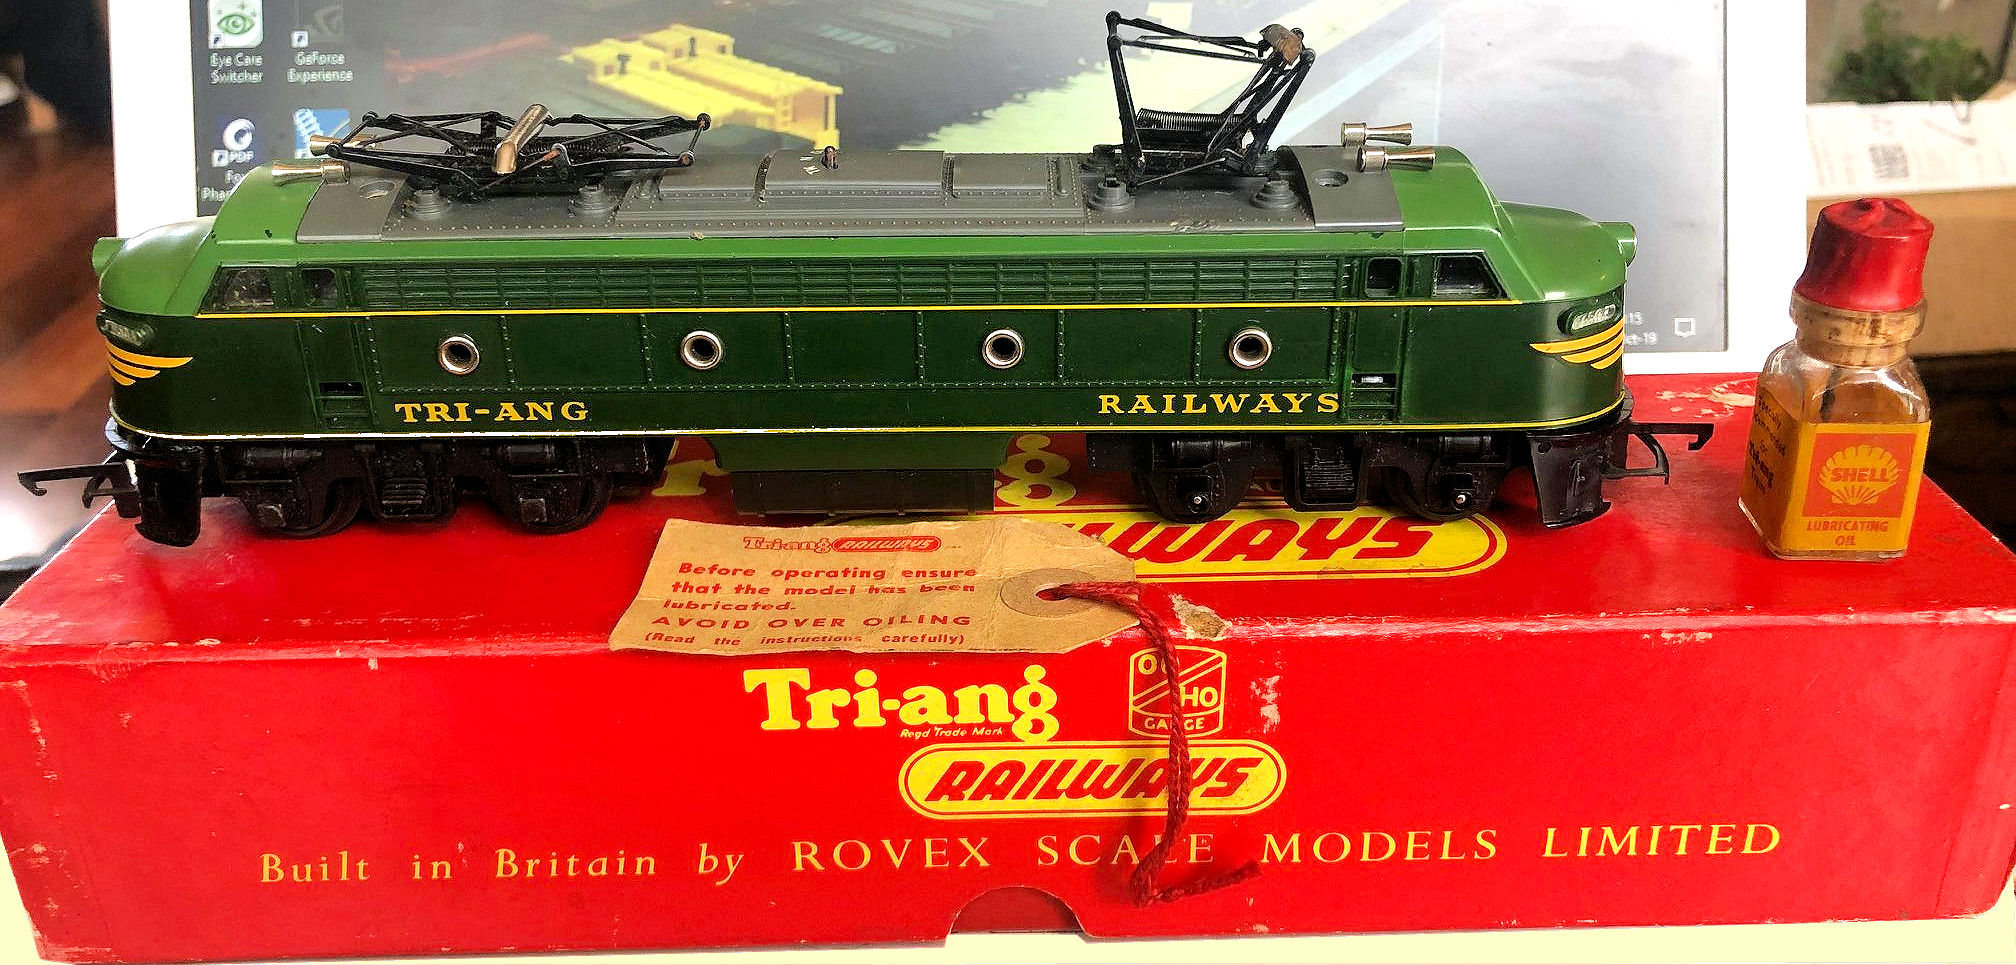 Eye Care
Switcher
GeForce
Experience
PDF
TRI-ANG
RAILWAYS
Tri-ang RAILWAYS
Before operating ensure
that the model has been
lubricated.
AVOID OVER OILING
(Read the instructions carefully)
SHELL
LUBRICATING
OIL
Tri-ang
Regd Trade Mark
OO
HO
GAUGE
RAILWAYS
Built in Britain by ROVEX SCALE MODELS LIMITED